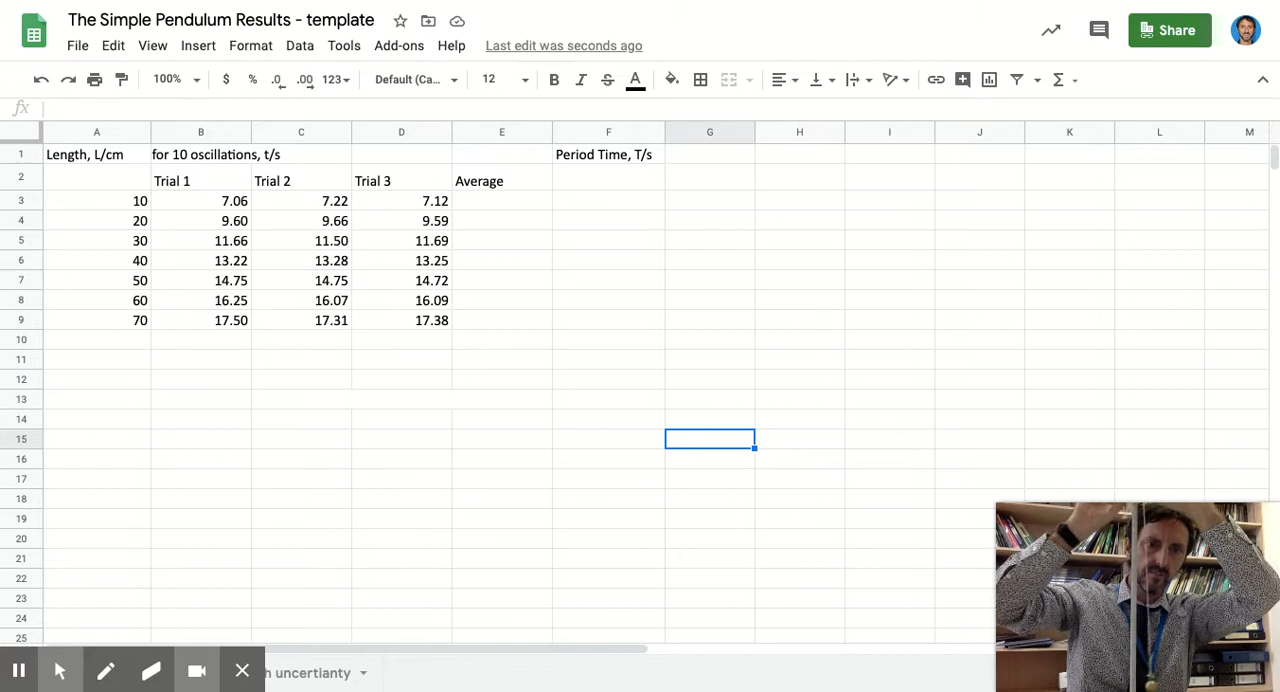 The Simple Pendulum Results - template
File Edit View Insert Format Data Tools Add-ons Help Last edit was seconds ago
Share
100% $ % .0 .00 123 Default (Ca... 12 B I S A Σ
fx
A B C D E F G H I J K L M
1 Length, L/cm for 10 oscillations, t/s Period Time, T/s
2 Trial 1 Trial 2 Trial 3 Average
3 10 7.06 7.22 7.12
4 20 9.60 9.66 9.59
5 30 11.66 11.50 11.69
6 40 13.22 13.28 13.25
7 50 14.75 14.75 14.72
8 60 16.25 16.07 16.09
9 70 17.50 17.31 17.38
10
11
12
13
14
15
16
17
18
19
20
21
22
23
24
25
h uncertianty